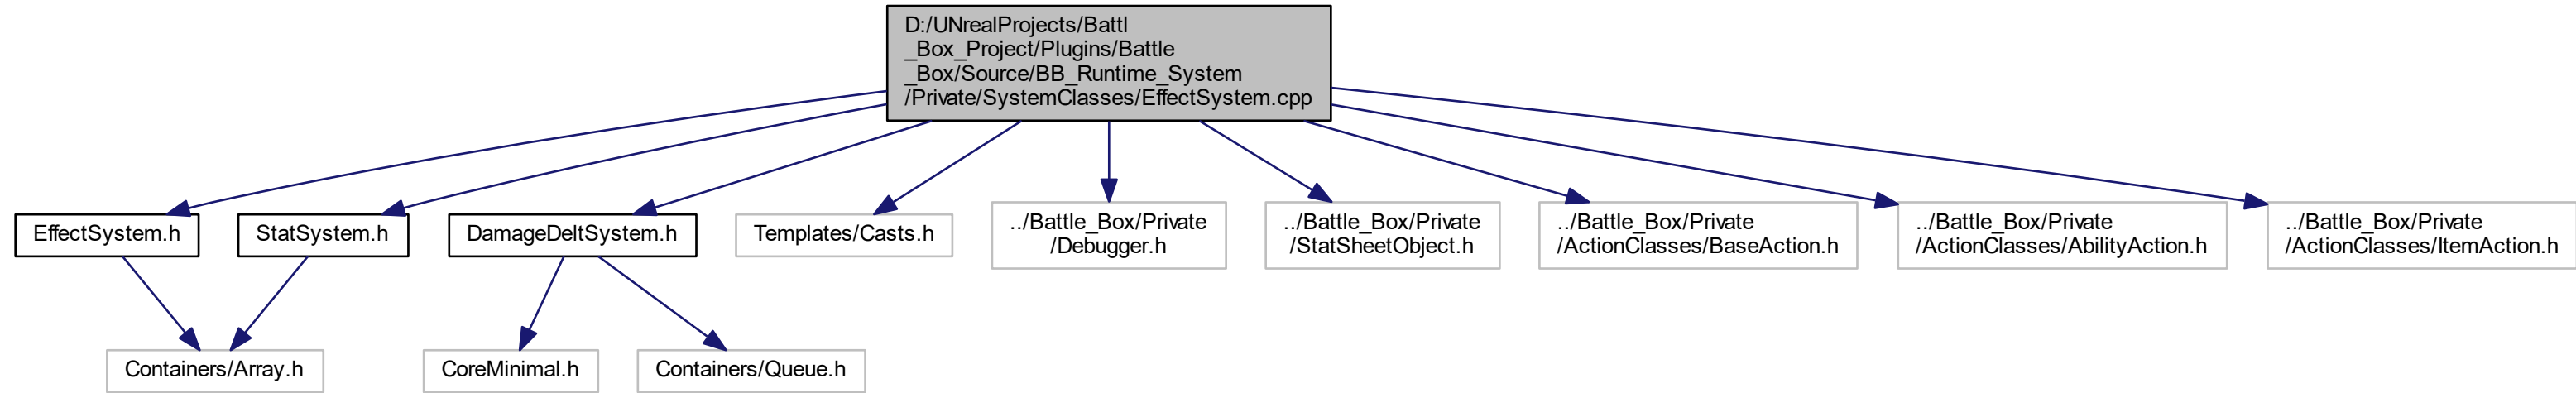 D:/UNrealProjects/Battl
_Box_Project/Plugins/Battle
_Box/Source/BB_Runtime_System
/Private/SystemClasses/EffectSystem.cpp
EffectSystem.h
StatSystem.h
DamageDeltSystem.h
Templates/Casts.h
../Battle_Box/Private
/Debugger.h
../Battle_Box/Private
/StatSheetObject.h
../Battle_Box/Private
/ActionClasses/BaseAction.h
../Battle_Box/Private
/ActionClasses/AbilityAction.h
../Battle_Box/Private
/ActionClasses/ItemAction.h
Containers/Array.h
CoreMinimal.h
Containers/Queue.h